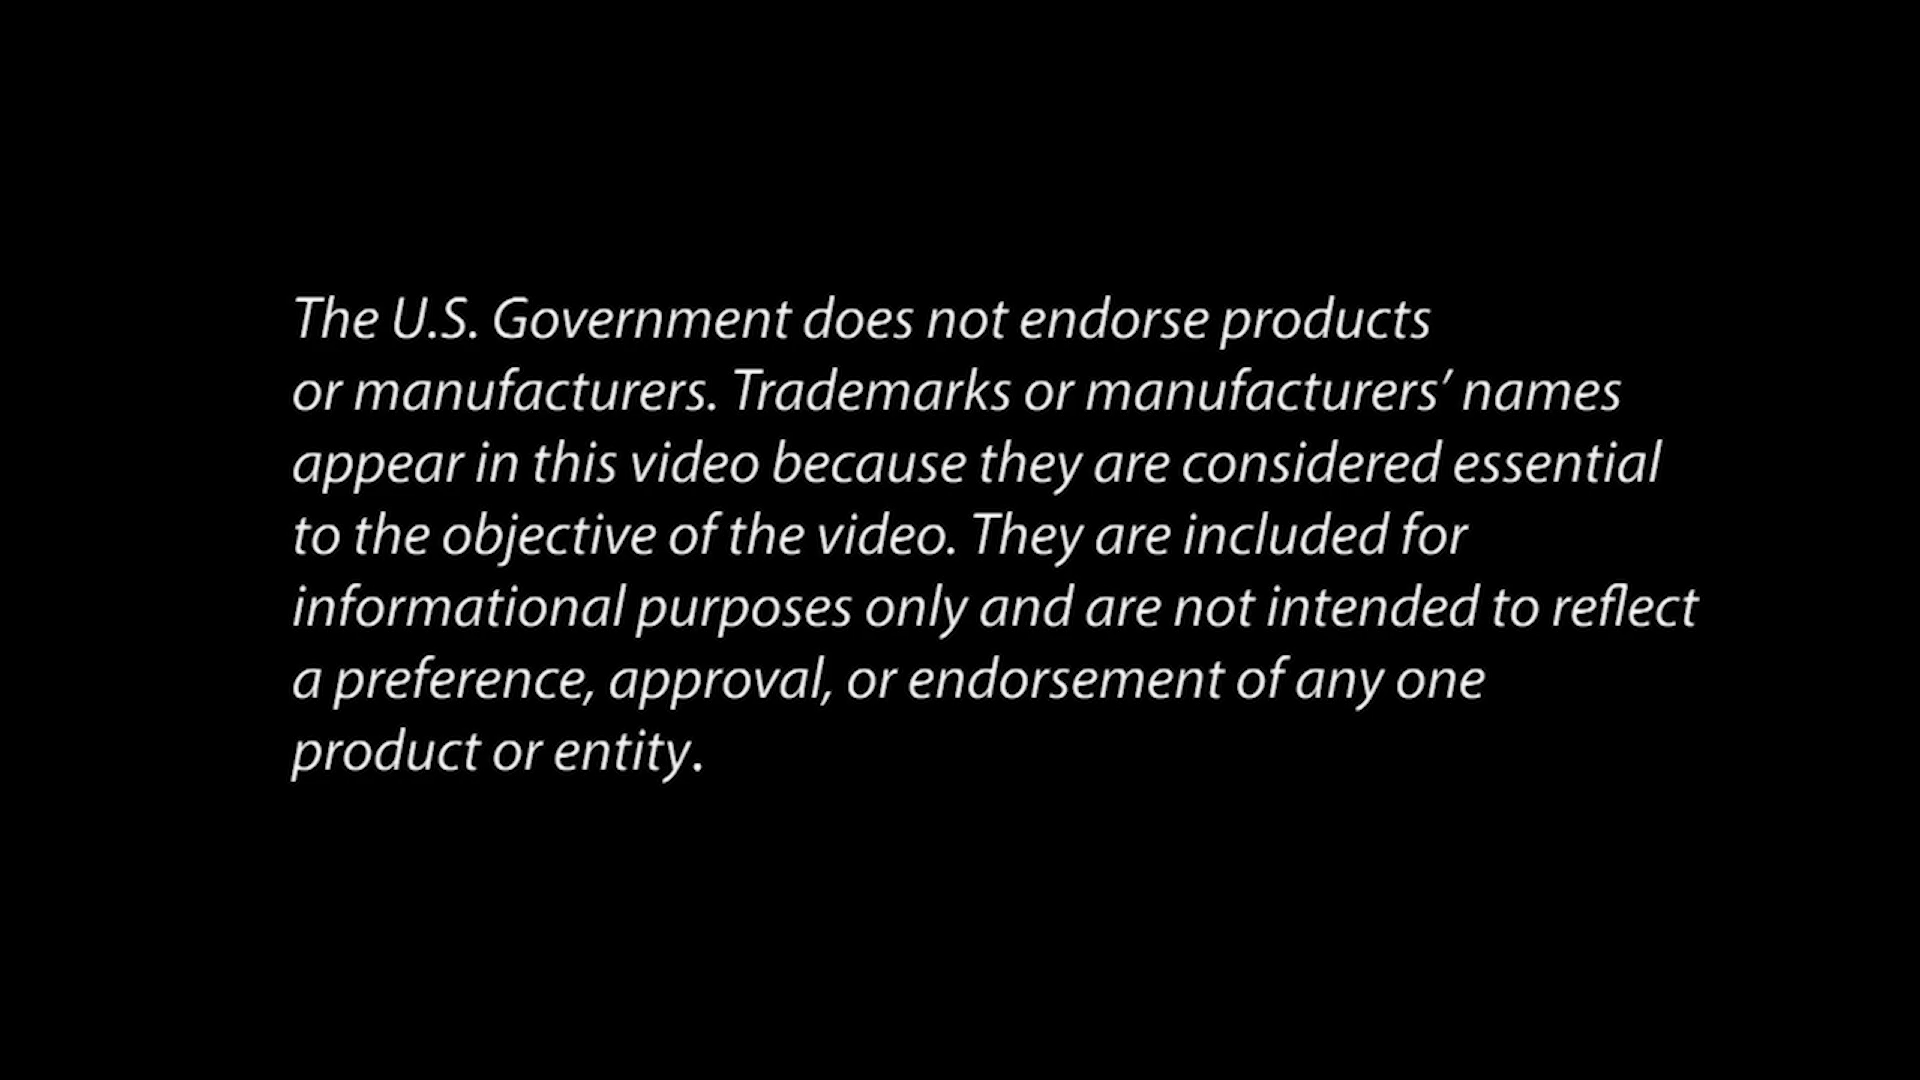 The U.S. Government does not endorse products
or manufacturers. Trademarks or manufacturers’ names
appear in this video because they are considered essential
to the objective of the video. They are included for
informational purposes only and are not intended to reflect
a preference, approval, or endorsement of any one
product or entity.